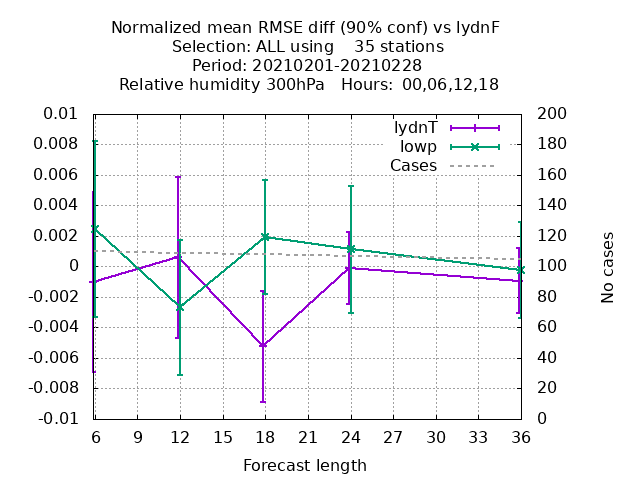 Normalized mean RMSE diff (90% conf) vs lydnF
Selection: ALL using    35 stations
Period: 20210201-20210228
Relative humidity 300hPa   Hours: 00,06,12,18
0.01 200
0.008 180
0.006 160
0.004 140
0.002 120
0 100
-0.002 80
-0.004 60
-0.006 40
-0.008 20
-0.01 0
lydnT
lowp
Cases
No cases
6 9 12 15 18 21 24 27 30 33 36
Forecast length